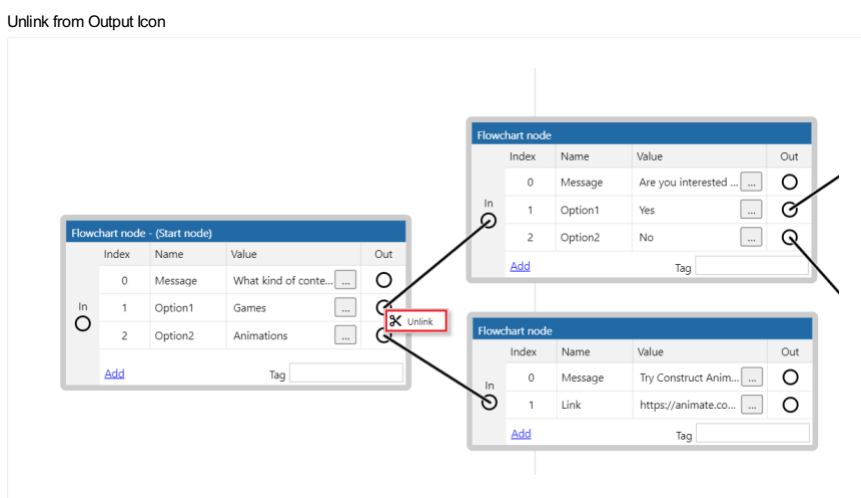 Unlink from Output Icon
Flowchart node
Index Name Value Out
0 Message Are you interested ... ...
In
1 Option1 Yes ...
2 Option2 No ...
Add Tag
Flowchart node - (Start node)
Index Name Value Out
0 Message What kind of conte... ...
In
1 Option1 Games ...
Unlink
2 Option2 Animations ...
Add Tag
Flowchart node
Index Name Value Out
0 Message Try Construct Anim... ...
In
1 Link https://animate.co... ...
Add Tag